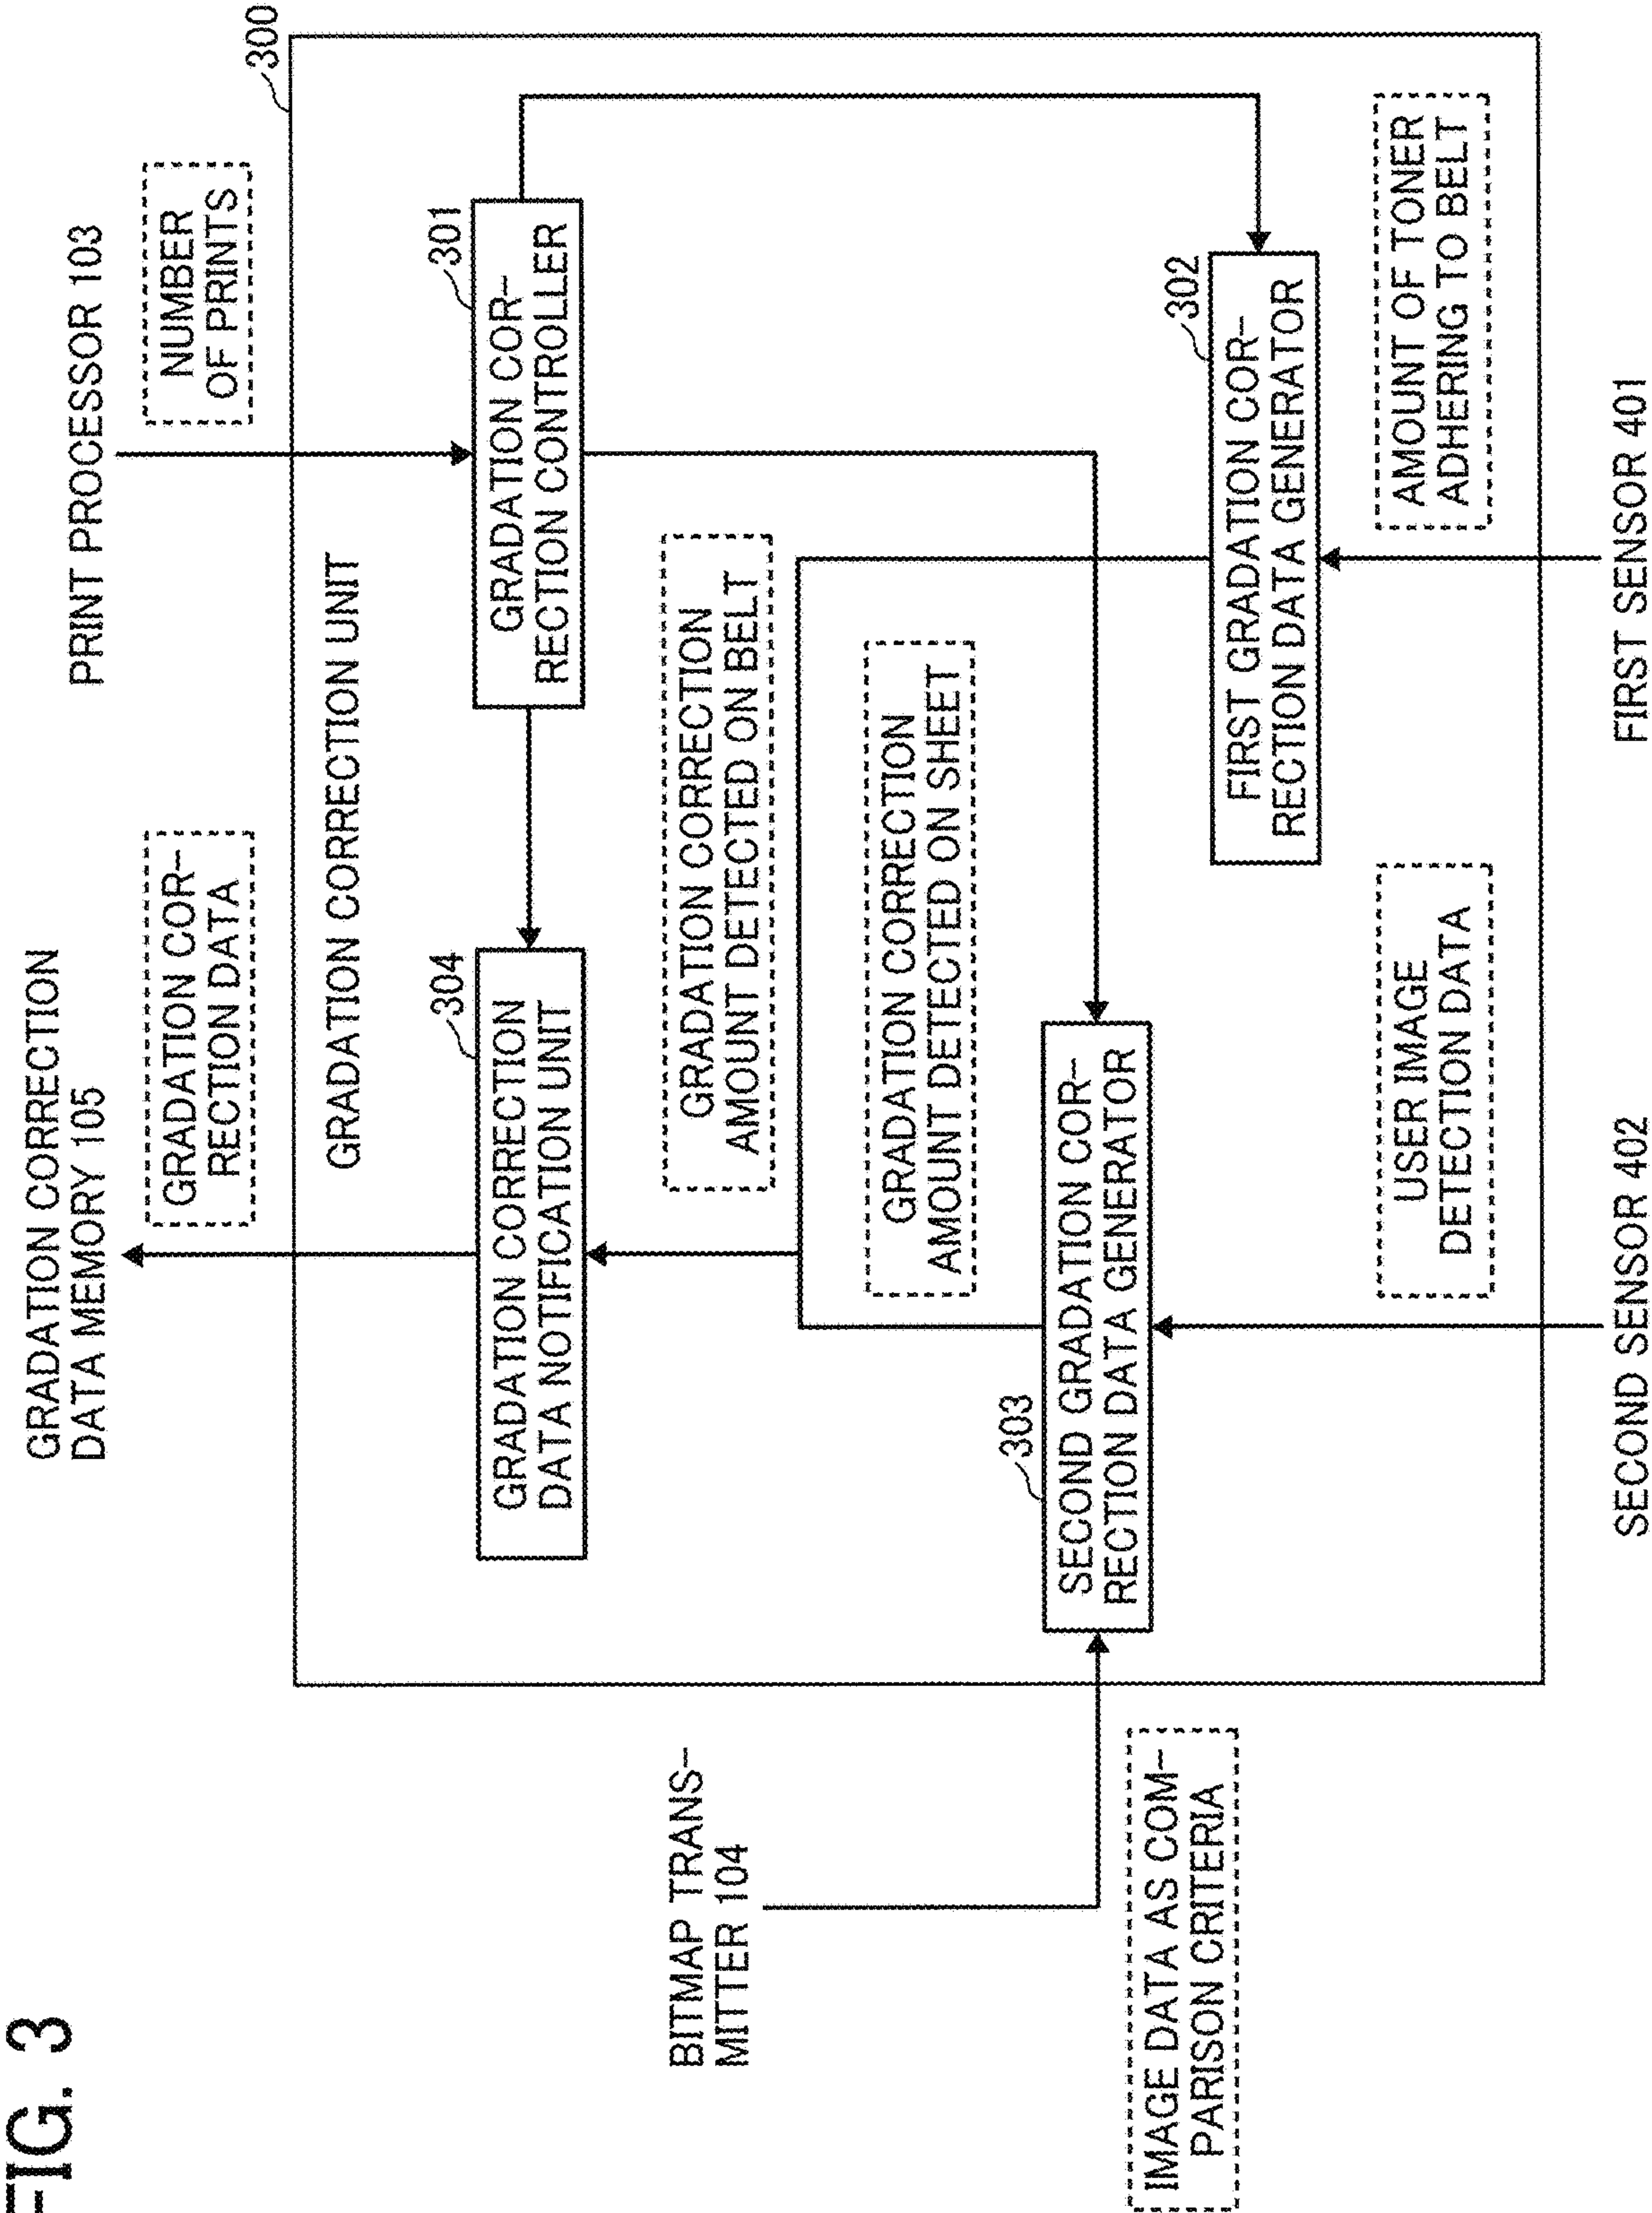 FIG. 3
GRADATION CORRECTION
DATA MEMORY 105
PRINT PROCESSOR 103
GRADATION COR-
RECTION DATA
NUMBER
OF PRINTS
300
GRADATION CORRECTION UNIT
304
GRADATION CORRECTION
DATA NOTIFICATION UNIT
301
GRADATION COR-
RECTION CONTROLLER
BITMAP TRANS-
MITTER 104
GRADATION CORRECTION
AMOUNT DETECTED ON BELT
GRADATION CORRECTION
AMOUNT DETECTED ON SHEET
303
SECOND GRADATION COR-
RECTION DATA GENERATOR
302
FIRST GRADATION COR-
RECTION DATA GENERATOR
IMAGE DATA AS COM-
PARISON CRITERIA
USER IMAGE
DETECTION DATA
AMOUNT OF TONER
ADHERING TO BELT
SECOND SENSOR 402
FIRST SENSOR 401